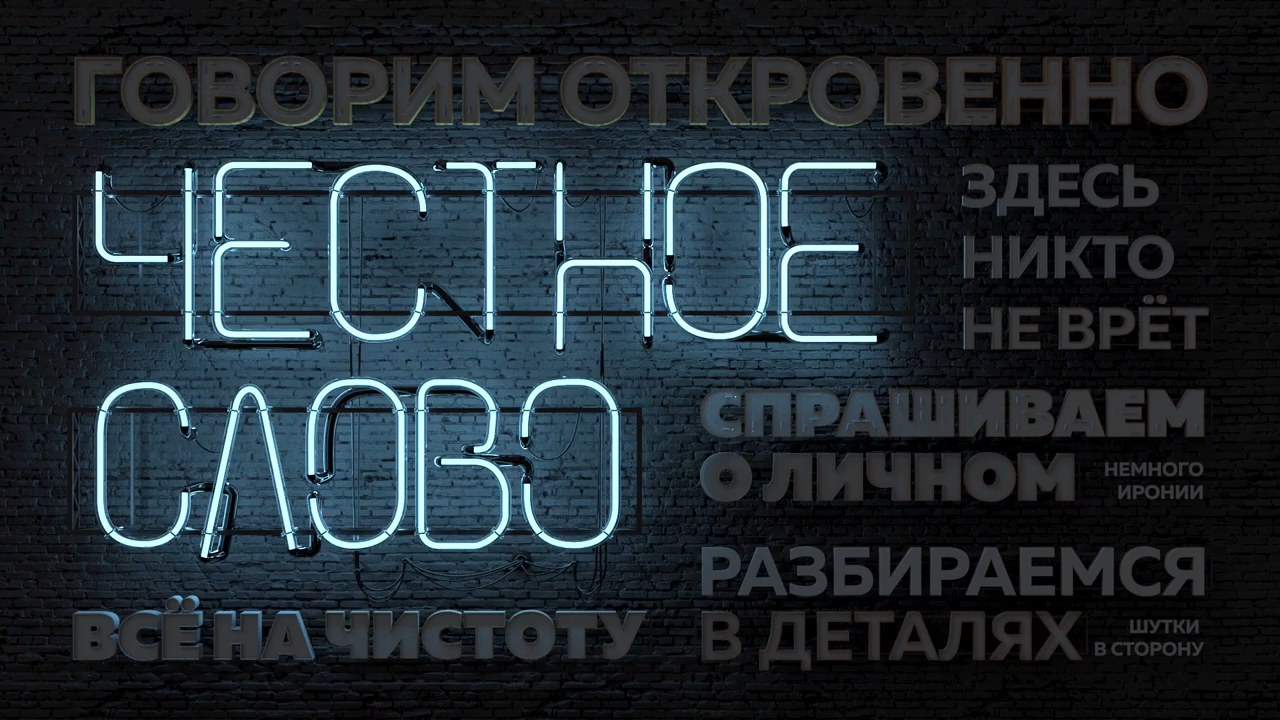 ГОВОРИМ ОТКРОВЕННО
ЧЕСТНОЕ
СЛОВО
ЗДЕСЬ
НИКТО
НЕ ВРЁТ
СПРАШИВАЕМ
О ЛИЧНОМ
НЕМНОГО
ИРОНИИ
РАЗБИРАЕМСЯ
В ДЕТАЛЯХ
ШУТКИ
В СТОРОНУ
ВСЁ НА ЧИСТОТУ